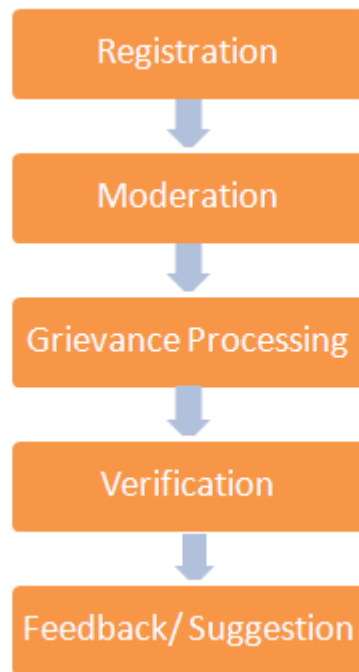 Registration
Moderation
Grievance Processing
Verification
Feedback/ Suggestion